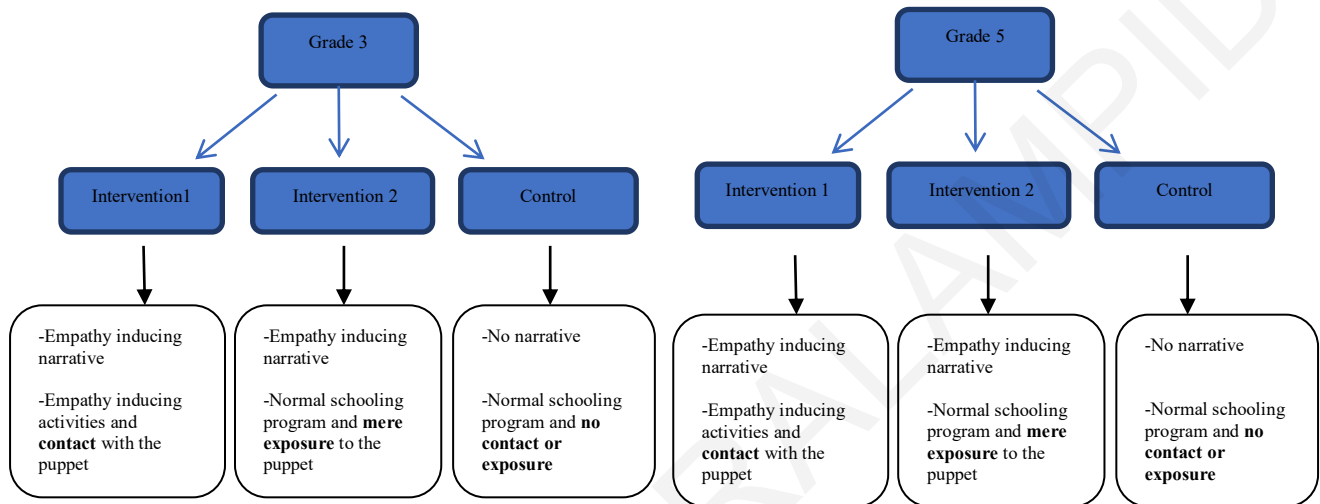 Grade 3
Intervention1
Intervention 2
Control
-Empathy inducing
narrative
-Empathy inducing
activities and
contact with the
puppet
-Empathy inducing
narrative
-Normal schooling
program and mere
exposure to the
puppet
-No narrative
-Normal schooling
program and no
contact or
exposure
Grade 5
Intervention 1
Intervention 2
Control
-Empathy inducing
narrative
-Empathy inducing
activities and
contact with the
puppet
-Empathy inducing
narrative
-Normal schooling
program and mere
exposure to the
puppet
-No narrative
-Normal schooling
program and no
contact or
exposure